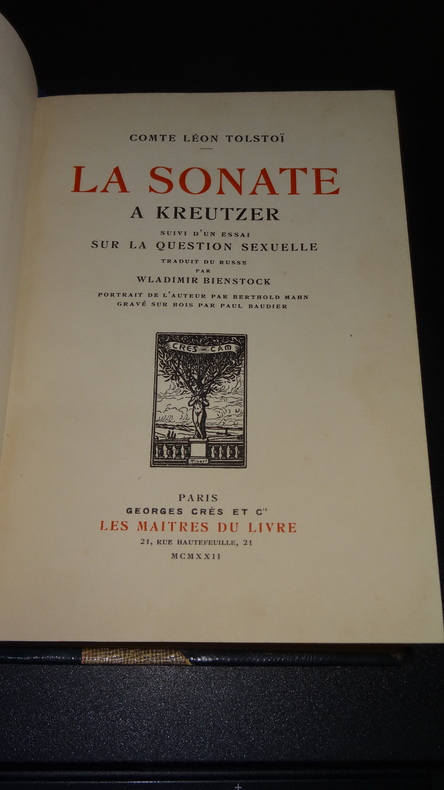 COMTE LÉON TOLSTOÏ
LA SONATE
A KREUTZER
SUIVI D'UN ESSAI
SUR LA QUESTION SEXUELLE
TRADUIT DU RUSSE
PAR
WLADIMIR BIENSTOCK
PORTRAIT DE L'AUTEUR PAR BERTHOLD MAHN
GRAVÉ SUR BOIS PAR PAUL BAUDIER
CRES - CAM
PARIS
GEORGES CRÈS ET Cie
LES MAITRES DU LIVRE
21, RUE HAUTEFEUILLE, 21
MCMXXII